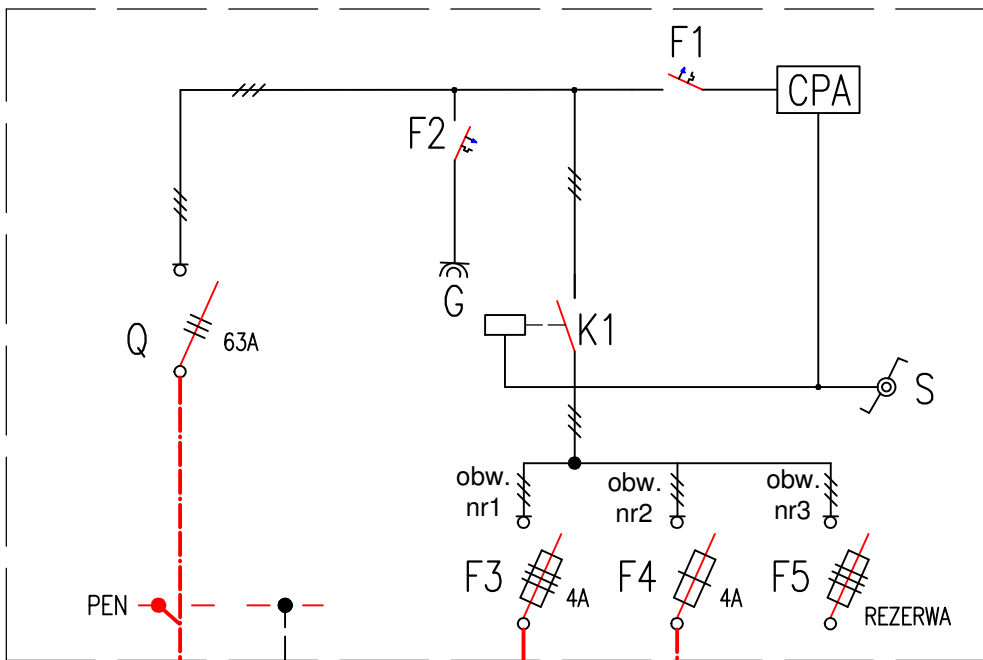 F1
CPA
F2
G
Q
63A
K1
S
obw.
nr1
obw.
nr2
obw.
nr3
F3
4A
F4
4A
F5
REZERWA
PEN